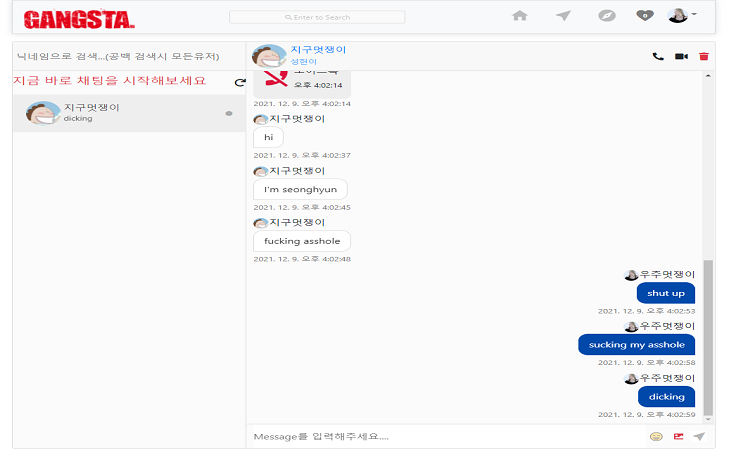 GANGSTA.
Enter to Search
닉네임으로 검색...(공백 검색시 모든유저)
지금 바로 채팅을 시작해보세요
지구멋쟁이
dicking
지구멋쟁이
성현이
오후 4:02:14
2021. 12. 9. 오후 4:02:14
지구멋쟁이
hi
2021. 12. 9. 오후 4:02:37
지구멋쟁이
I'm seonghyun
2021. 12. 9. 오후 4:02:45
지구멋쟁이
fucking asshole
2021. 12. 9. 오후 4:02:48
우주멋쟁이
shut up
2021. 12. 9. 오후 4:02:53
우주멋쟁이
sucking my asshole
2021. 12. 9. 오후 4:02:58
우주멋쟁이
dicking
2021. 12. 9. 오후 4:02:59
Message를 입력해주세요....